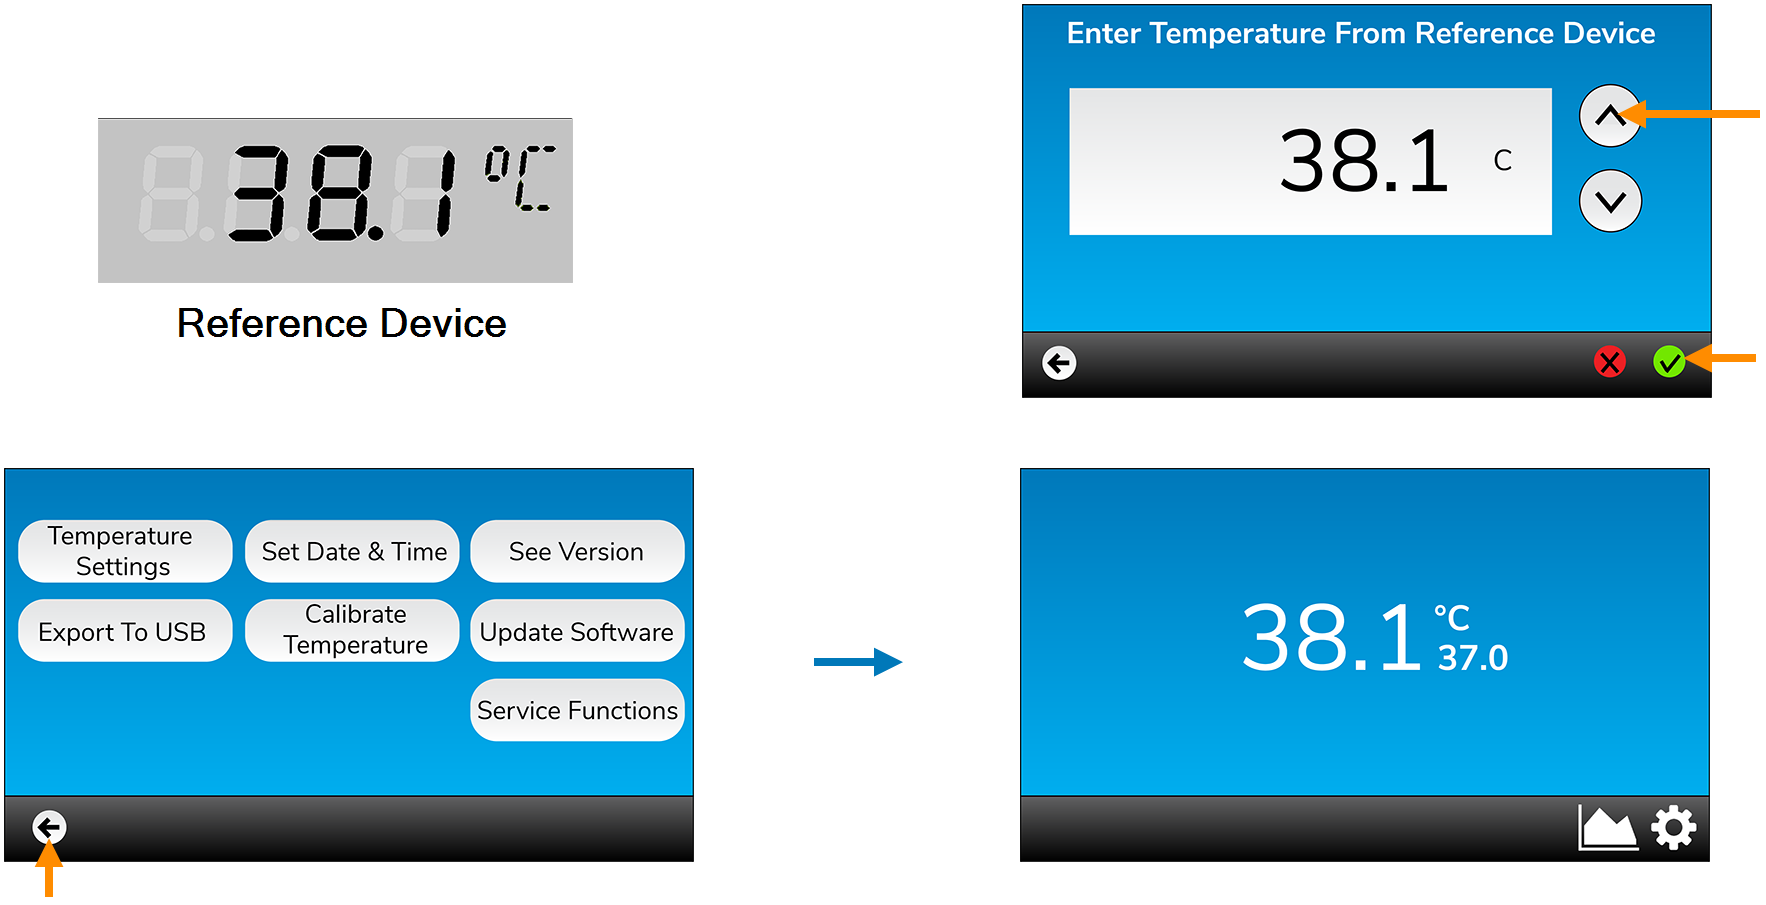 38.1 °C
Reference Device
Enter Temperature From Reference Device
38.1 C
Temperature
Settings
Set Date & Time
See Version
Export To USB
Calibrate
Temperature
Update Software
Service Functions
38.1 °C
37.0